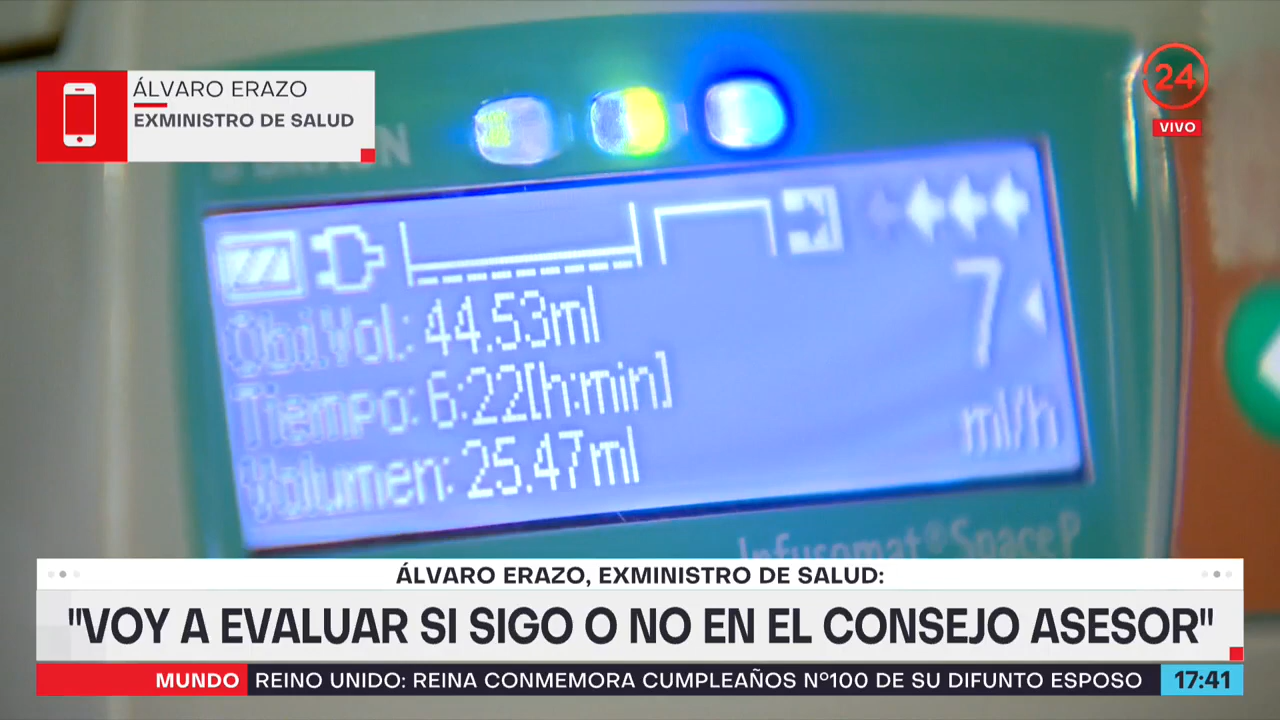 ÁLVARO ERAZO
EXMINISTRO DE SALUD
24
VIVO
Obj.Vol.: 44.53ml
Tiempo: 6:22[h:min]
Volumen: 25.47ml
7
ml/h
Infusomat®SpaceP
ÁLVARO ERAZO, EXMINISTRO DE SALUD:
"VOY A EVALUAR SI SIGO O NO EN EL CONSEJO ASESOR"
MUNDO REINO UNIDO: REINA CONMEMORA CUMPLEAÑOS Nº100 DE SU DIFUNTO ESPOSO 17:41